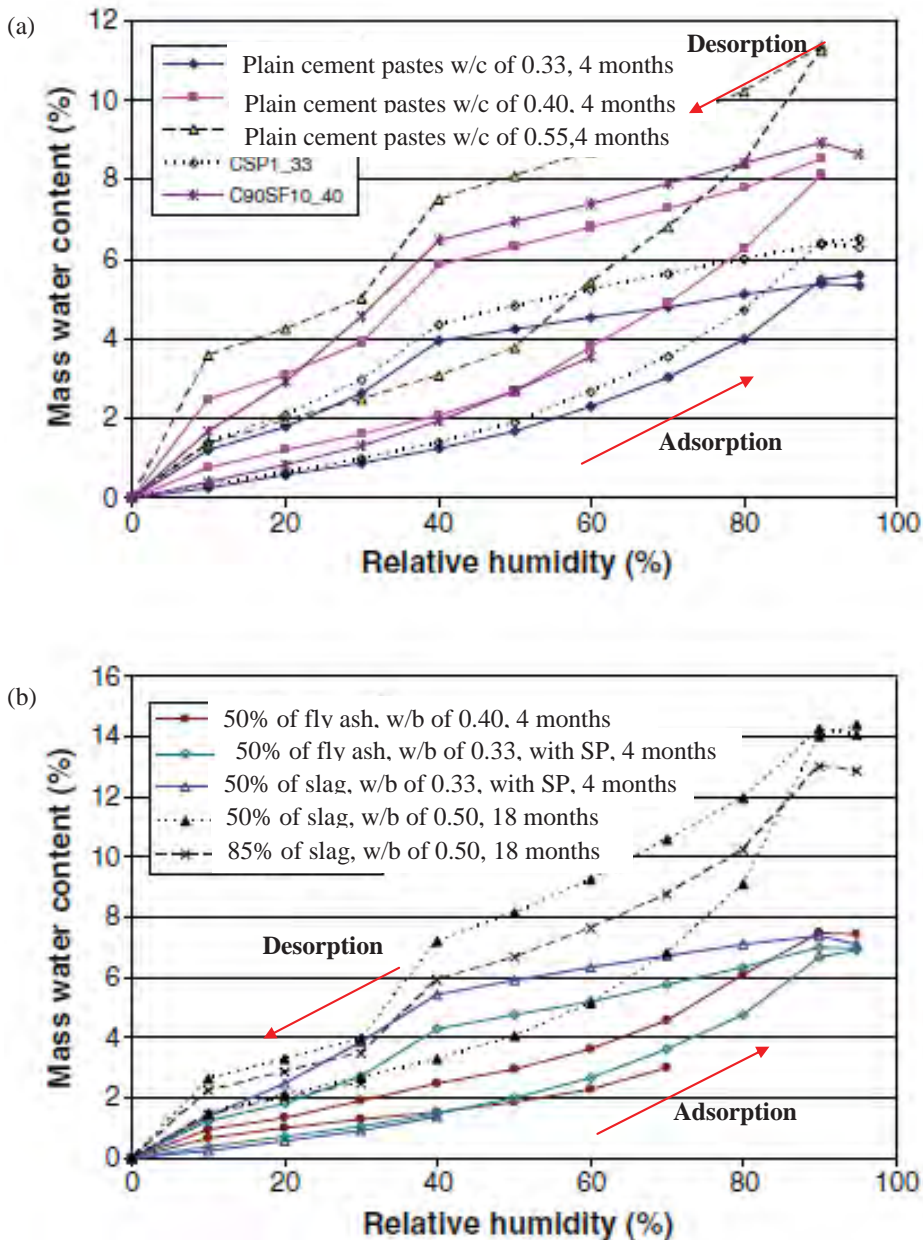 (a)
12
10
8
6
4
2
0
Mass water content (%)
Plain cement pastes w/c of 0.33, 4 months
Plain cement pastes w/c of 0.40, 4 months
Plain cement pastes w/c of 0.55,4 months
CSP1_33
C90SF10_40
Desorption
Adsorption
0 20 40 60 80 100
Relative humidity (%)
(b)
16
14
12
10
8
6
4
2
0
Mass water content (%)
50% of fly ash, w/b of 0.40, 4 months
50% of fly ash, w/b of 0.33, with SP, 4 months
50% of slag, w/b of 0.33, with SP, 4 months
50% of slag, w/b of 0.50, 18 months
85% of slag, w/b of 0.50, 18 months
Desorption
Adsorption
0 20 40 60 80 100
Relative humidity (%)